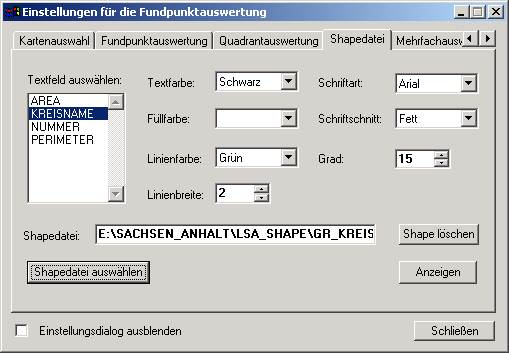 Einstellungen für die Fundpunktauswertung
Kartenauswahl Fundpunktauswertung Quadrantauswertung Shapedatei
Textfeld auswählen:
AREA
KREISNAME
NUMMER
PERIMETER
Textfarbe: Schwarz
Schriftart: Arial
Füllfarbe:
Schriftschnitt: Fett
Linienfarbe: Grün
Grad: 15
Linienbreite: 2
Shapedatei: E:\SACHSEN_ANHALT\LSA_SHAPE\GR_KREIS
Shape löschen
Shapedatei auswählen
Anzeigen
Einstellungsdialog ausblenden
Schließen